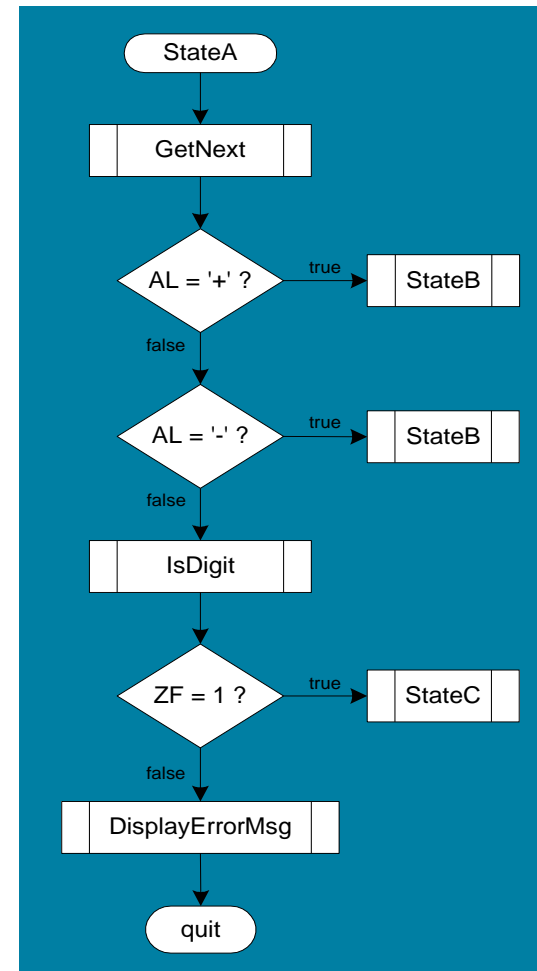 StateA
GetNext
AL = '+' ?
true
StateB
false
AL = '-' ?
true
StateB
false
IsDigit
ZF = 1 ?
true
StateC
false
DisplayErrorMsg
quit